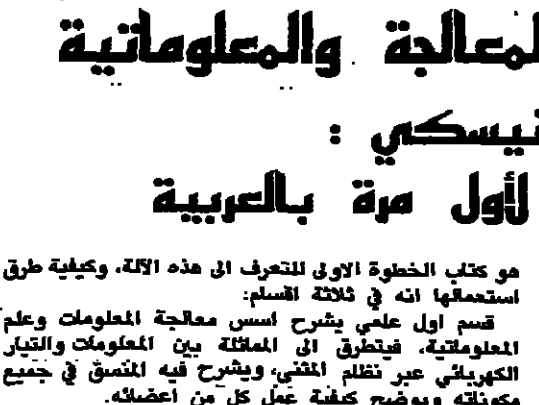 لمعالجة والمعلوماتية
نيسكي :
لأول مرة بالعربية
هو كتاب الخطوة الاولى للتعرف الى هذه الآلة، وكيفية طرق
استعمالها انه في ثلاثة اقسام:
قسم اول علمي يشرح اسس معالجة المعلومات وعلم
المعلوماتية، فيتطرق الى المماثلة بين المعلومات والتيار
الكهربائي عبر نظام المثنى، ويشرح فيه المنسق في جميع
مكوناته ويوضح كيفية عمل كل من اعضائه.